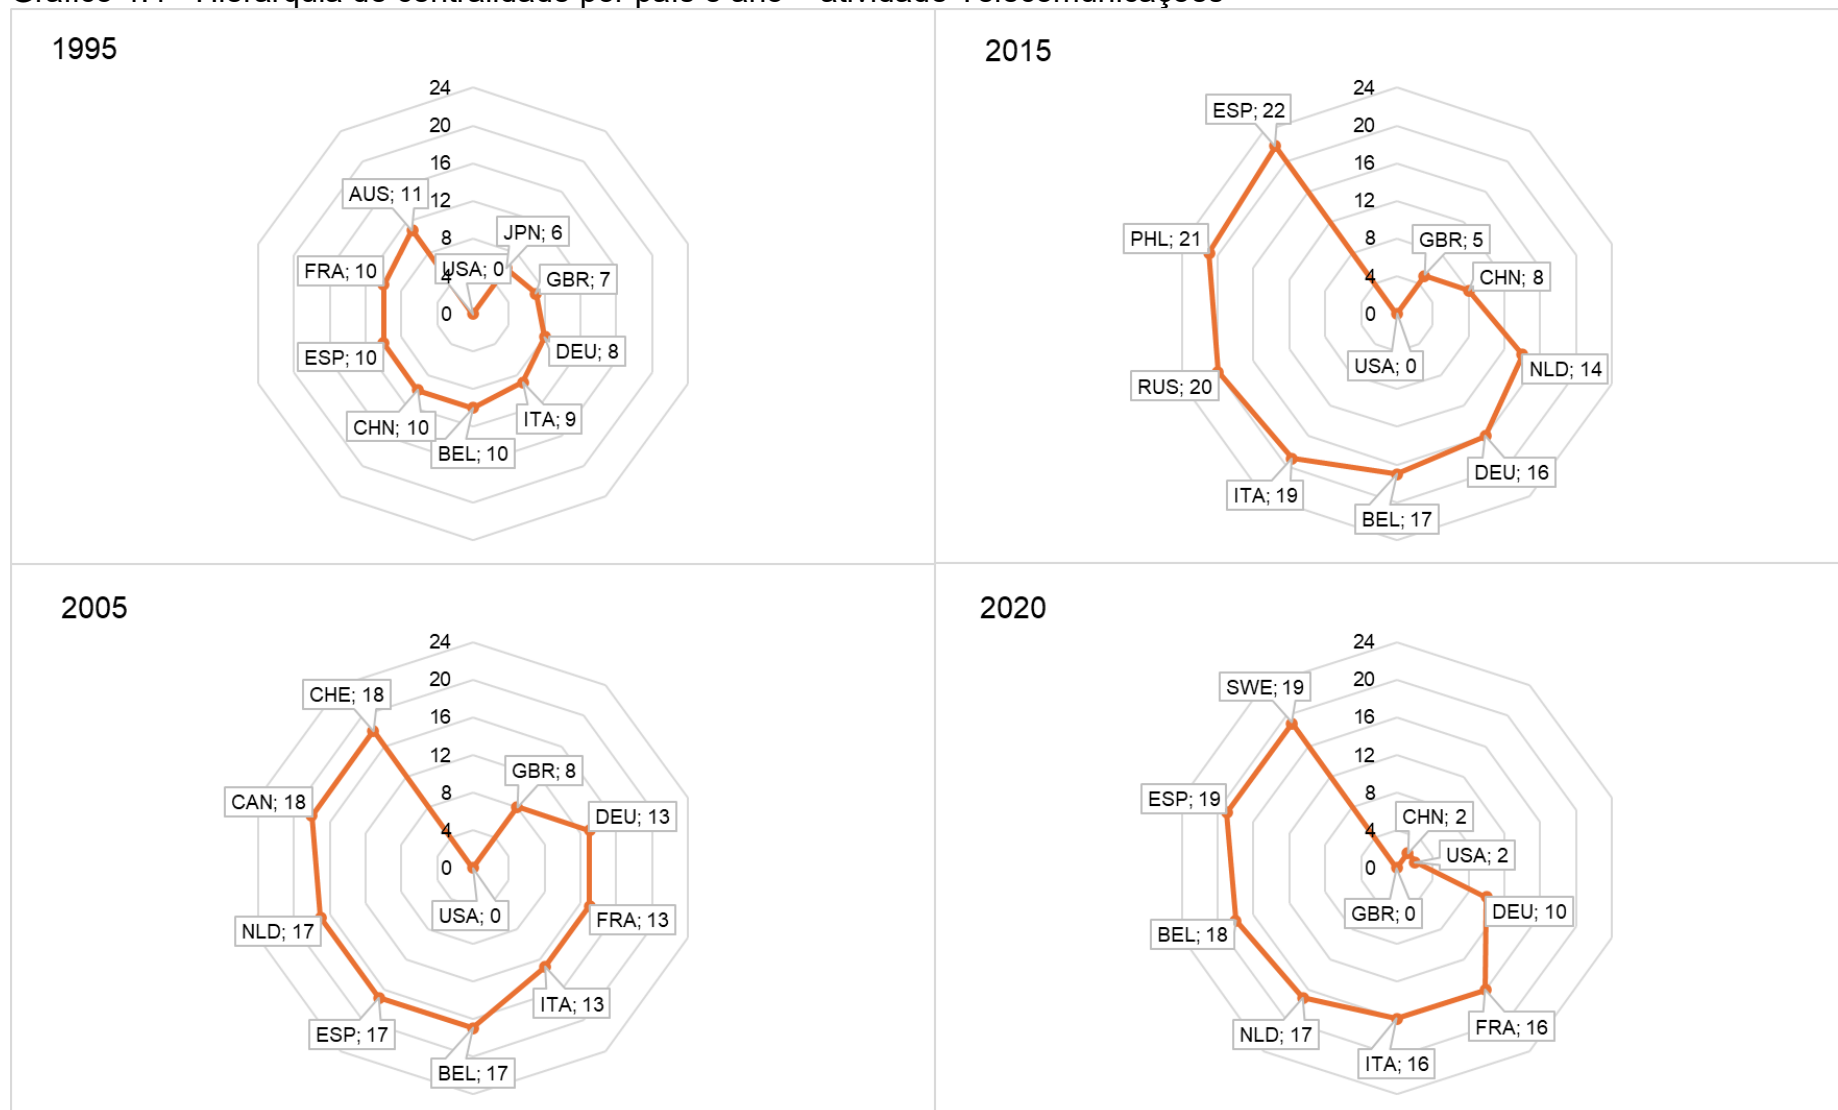 1995
24
20
16
12
8
4
0
USA; 0
JPN; 6
GBR; 7
DEU; 8
ITA; 9
BEL; 10
CHN; 10
ESP; 10
FRA; 10
AUS; 11
2015
24
20
16
12
8
4
0
USA; 0
GBR; 5
CHN; 8
NLD; 14
DEU; 16
BEL; 17
ITA; 19
RUS; 20
PHL; 21
ESP; 22
2005
24
20
16
12
8
4
0
USA; 0
GBR; 8
DEU; 13
FRA; 13
ITA; 13
BEL; 17
ESP; 17
NLD; 17
CAN; 18
CHE; 18
2020
24
20
16
12
8
4
0
GBR; 0
CHN; 2
USA; 2
DEU; 10
FRA; 16
ITA; 16
NLD; 17
BEL; 18
ESP; 19
SWE; 19